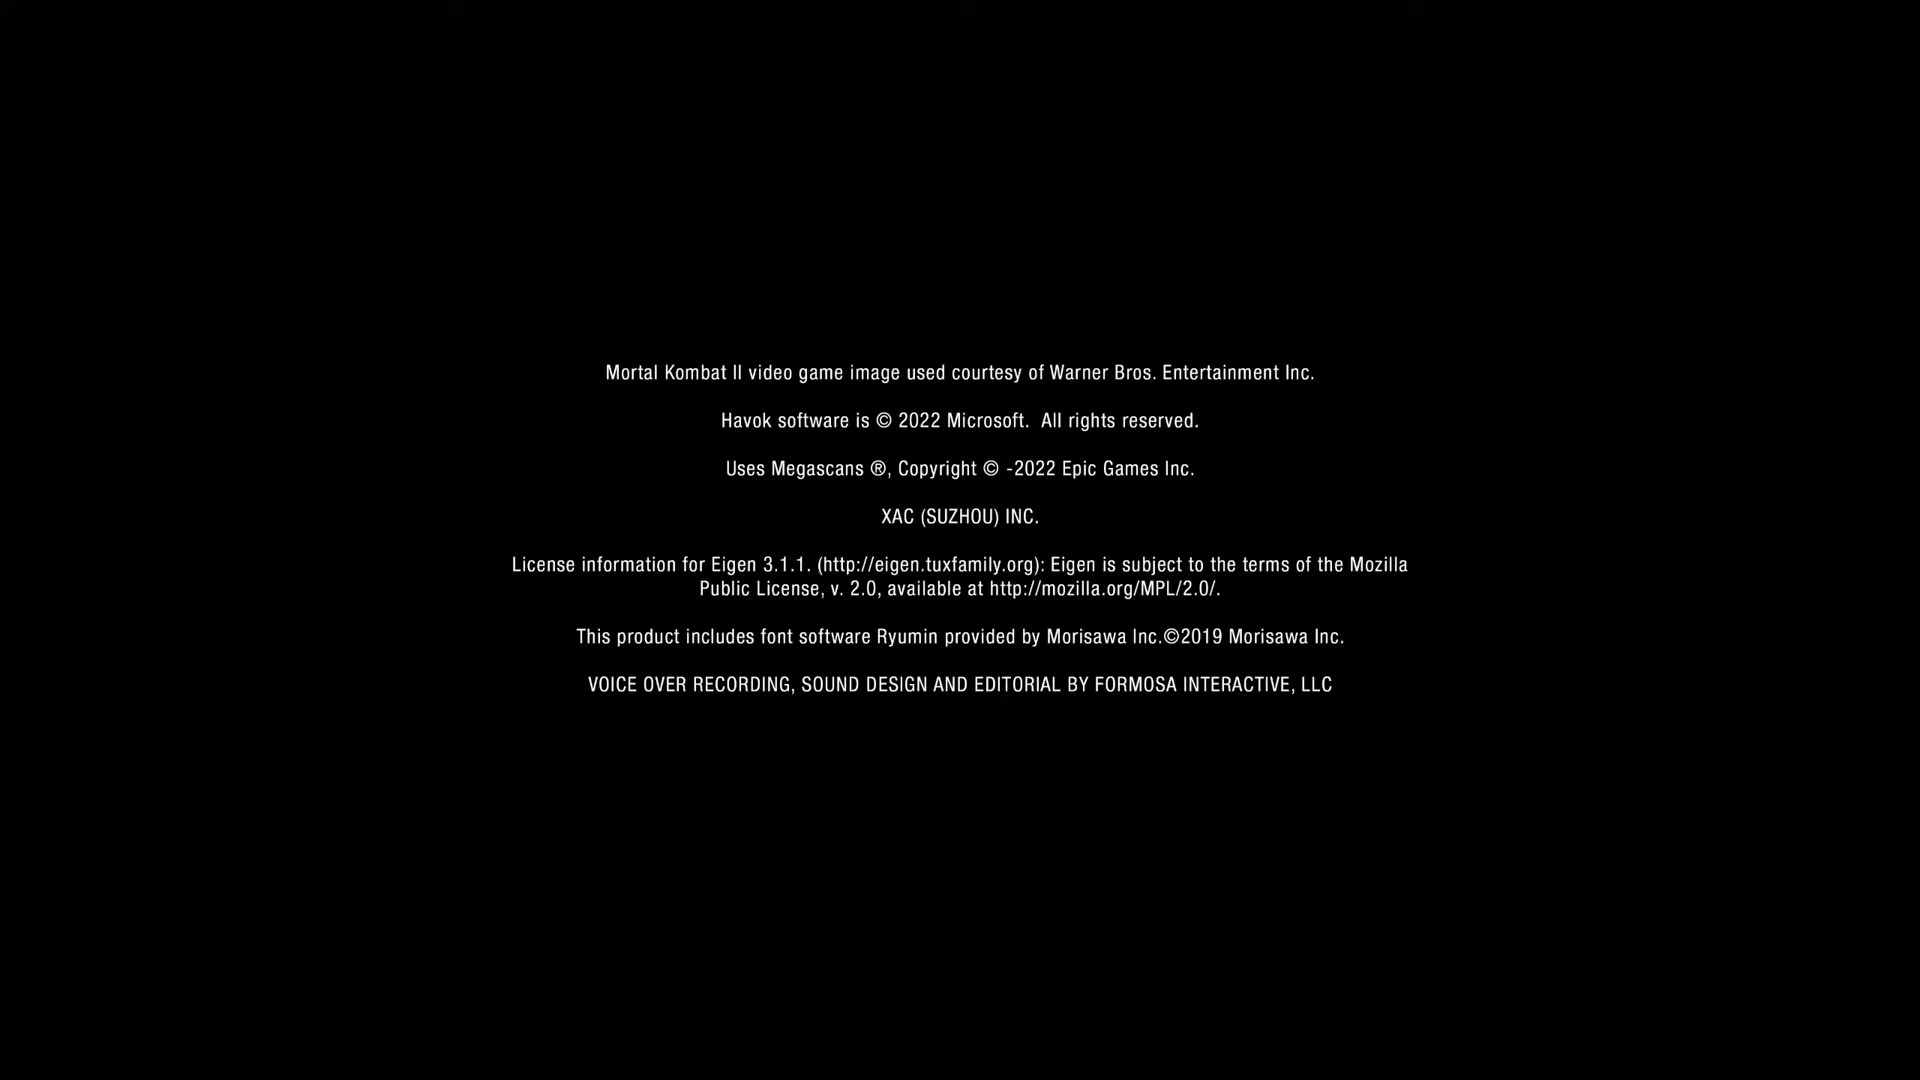 Mortal Kombat II video game image used courtesy of Warner Bros. Entertainment Inc.
Havok software is © 2022 Microsoft.  All rights reserved.
Uses Megascans ®, Copyright © -2022 Epic Games Inc.
XAC (SUZHOU) INC.
License information for Eigen 3.1.1. (http://eigen.tuxfamily.org): Eigen is subject to the terms of the Mozilla
Public License, v. 2.0, available at http://mozilla.org/MPL/2.0/.
This product includes font software Ryumin provided by Morisawa Inc.©2019 Morisawa Inc.
VOICE OVER RECORDING, SOUND DESIGN AND EDITORIAL BY FORMOSA INTERACTIVE, LLC